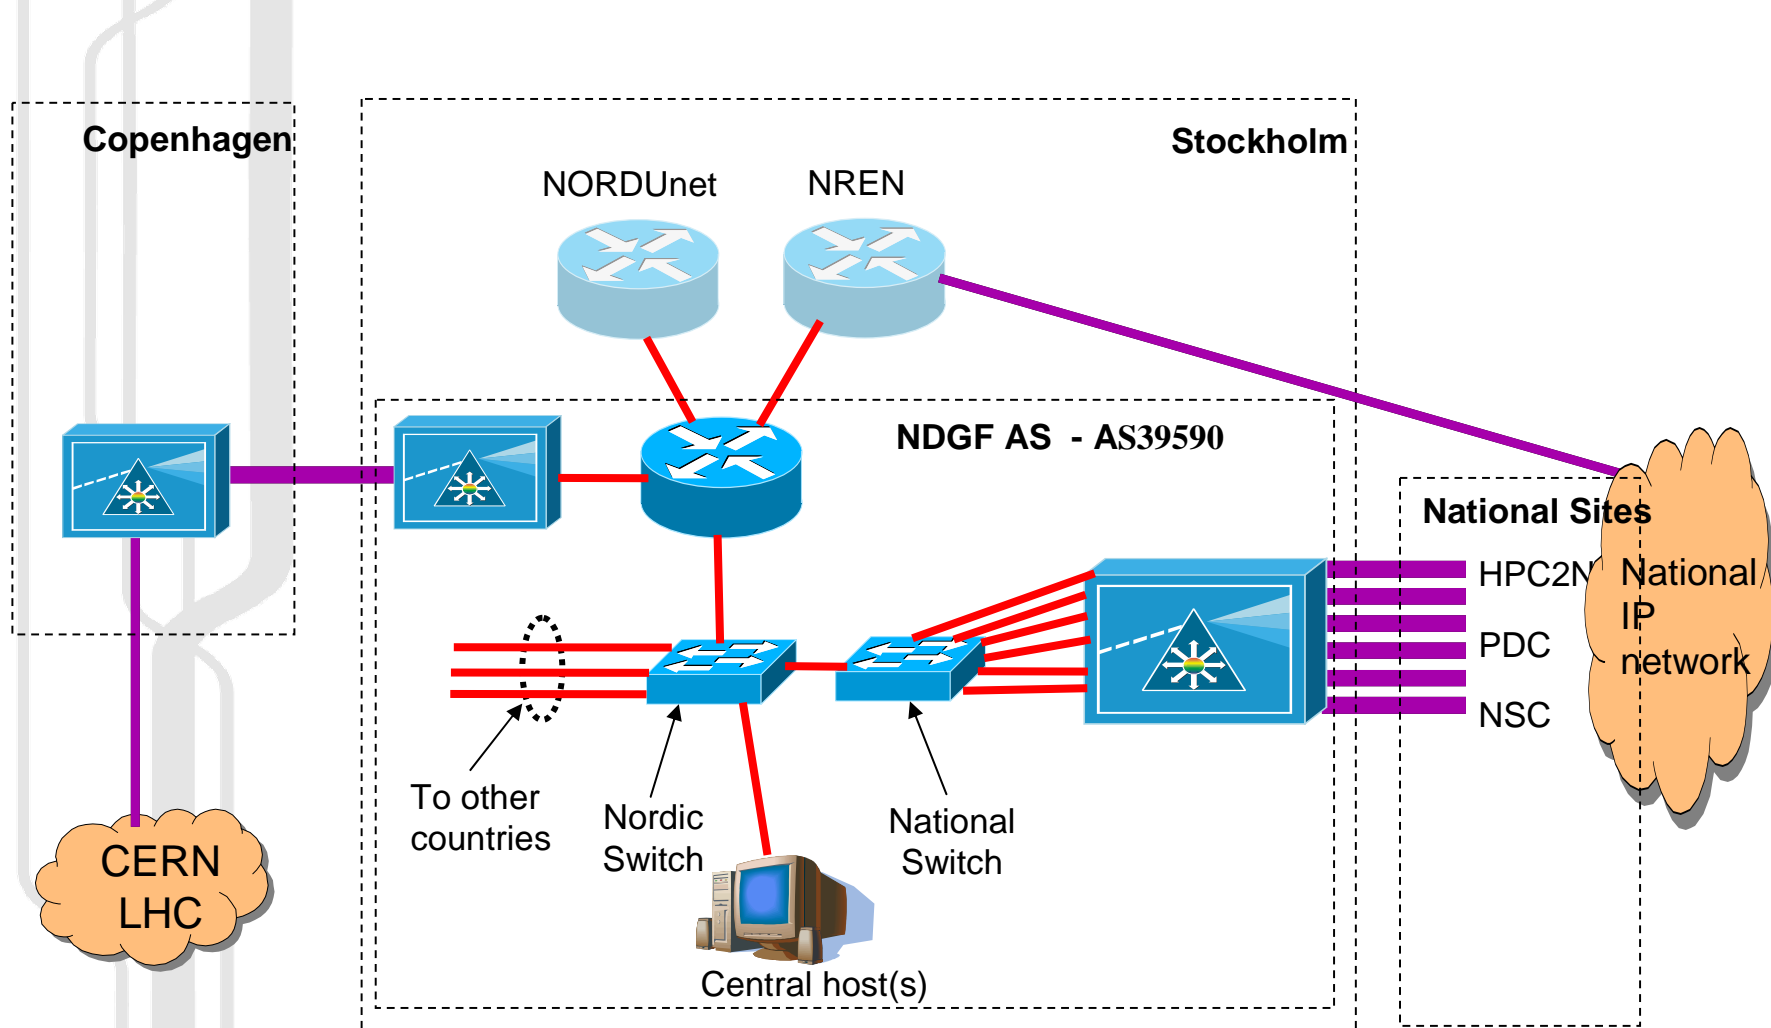 Copenhagen
Stockholm
NORDUnet
NREN
NDGF AS - AS39590
National Sites
HPC2N
National
IP
network
PDC
NSC
To other
countries
Nordic
Switch
National
Switch
CERN
LHC
Central host(s)